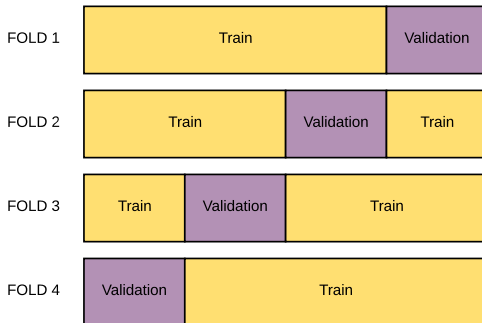 FOLD 1 Train Validation
FOLD 2 Train Validation Train
FOLD 3 Train Validation Train
FOLD 4 Validation Train